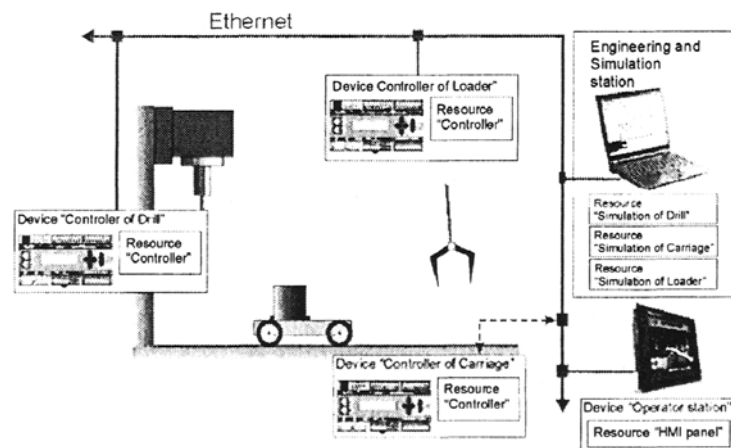 Ethernet
Engineering and
Simulation
station
Device Controller of Loader"
Resource
"Controller"
Resource
"Simulation of Drill"
Resource
"Simulation of Carriage"
Resource
"Simulation of Loader"
Device "Controler of Drill"
Resource
"Controller"
Device "Controller of Carriage"
Resource
"Controller"
Device "Operator station"
Resource "HMI panel"